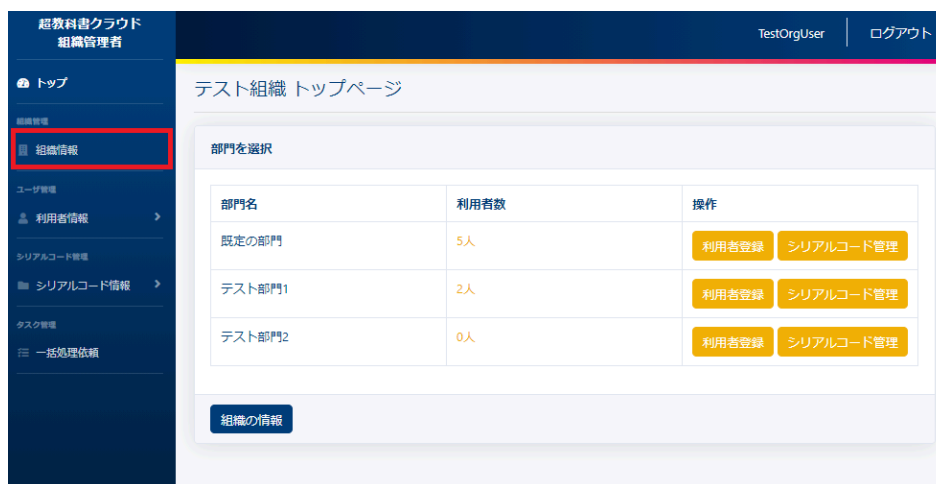 超教科書クラウド
組織管理者
TestOrgUser
ログアウト
トップ
テスト組織 トップページ
組織管理
組織情報
部門を選択
ユーザ管理
利用者情報
シリアルコード管理
シリアルコード情報
タスク管理
一括処理依頼
部門名 利用者数 操作
既定の部門 5人 利用者登録 シリアルコード管理
テスト部門1 2人 利用者登録 シリアルコード管理
テスト部門2 0人 利用者登録 シリアルコード管理
組織の情報